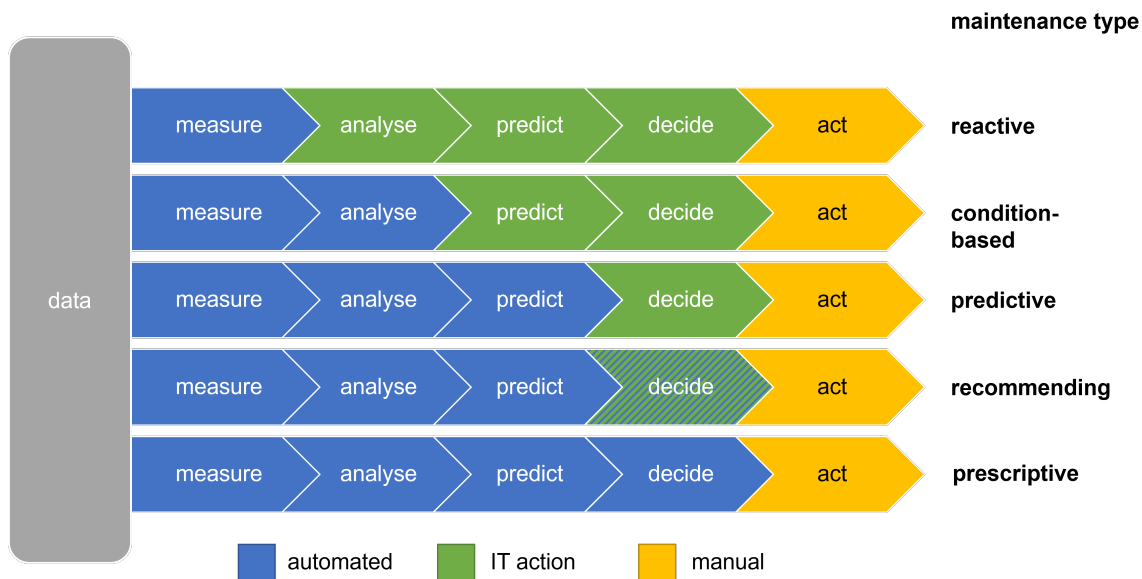 maintenance type
measure analyse predict decide act reactive
measure analyse predict decide act condition-
based
data measure analyse predict decide act predictive
measure analyse predict decide act recommending
measure analyse predict decide act prescriptive
automated IT action manual